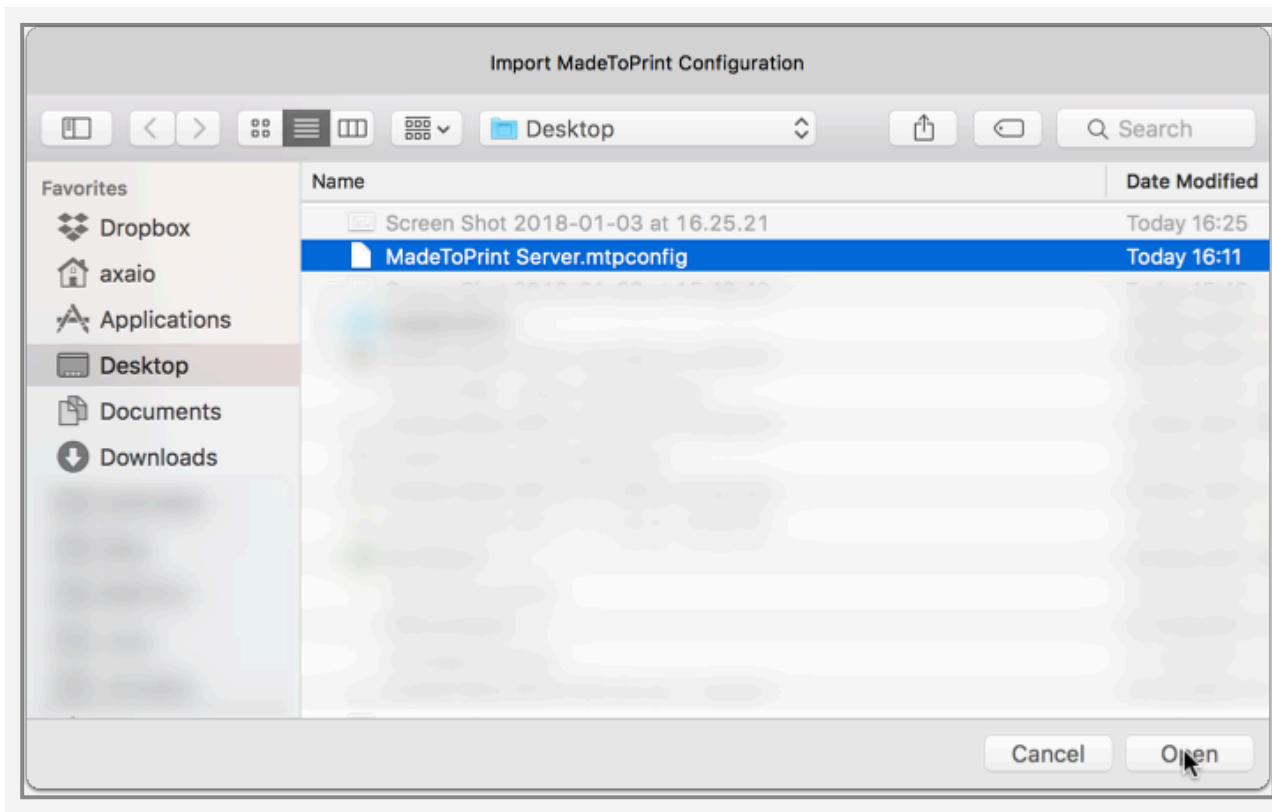 Import MadeToPrint Configuration
Desktop
Search
Favorites
Name
Date Modified
Dropbox
Screen Shot 2018-01-03 at 16.25.21
Today 16:25
MadeToPrint Server.mtpconfig
Today 16:11
axaio
Applications
Desktop
Documents
Downloads
Cancel
Open